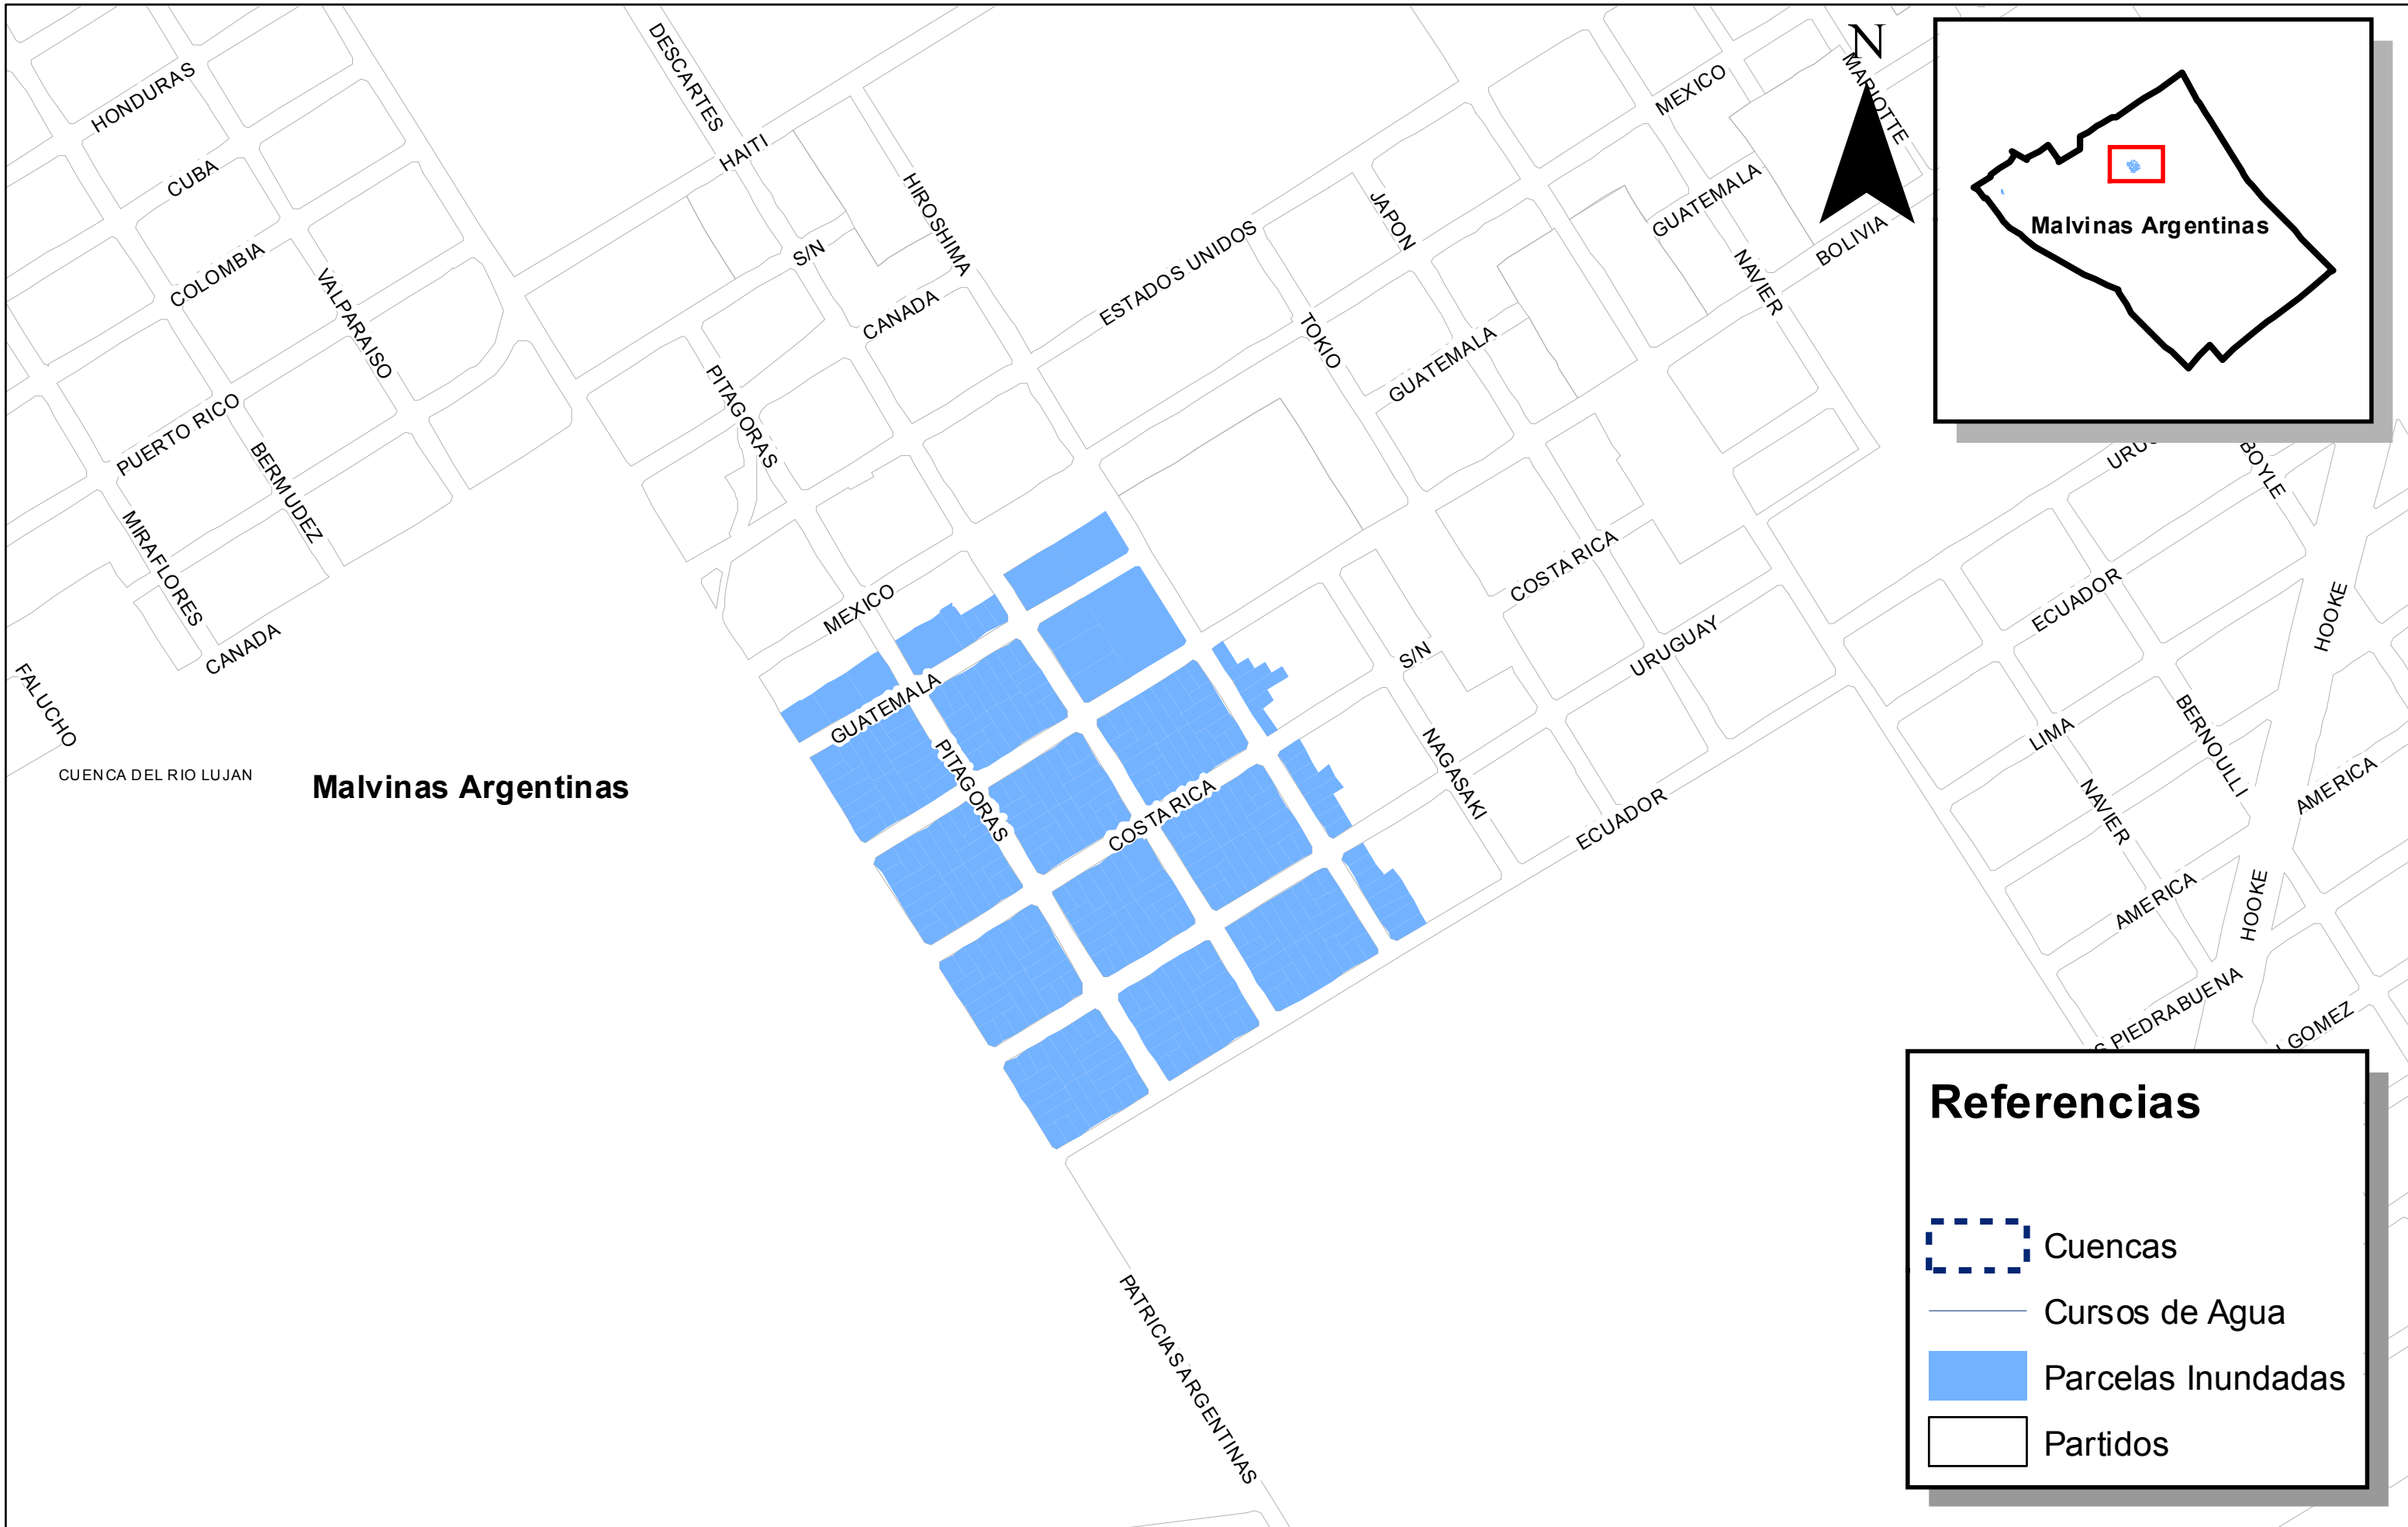 HONDURAS
CUBA
COLOMBIA
VALPARAISO
PUERTO RICO
BERMUDEZ
MIRAFLORES
CANADA
FALUCHO
CUENCA DEL RIO LUJAN
Malvinas Argentinas
DESCARTES
HAITI
HIROSHIMA
S/N
CANADA
PITAGORAS
MEXICO
GUATEMALA
PITAGORAS
COSTA RICA
ESTADOS UNIDOS
JAPON
TOKIO
GUATEMALA
MEXICO
MARIOTTE
GUATEMALA
BOLIVIA
NAVIER
COSTA RICA
URUGUAY
S/N
NAGASAKI
ECUADOR
BOYLE
ECUADOR
HOOKE
LIMA
BERNOULLI
NAVIER
AMERICA
AMERICA
HOOKE
PIEDRABUENA
GOMEZ
PATRICIAS ARGENTINAS
N
Malvinas Argentinas
Referencias
Cuencas
Cursos de Agua
Parcelas Inundadas
Partidos